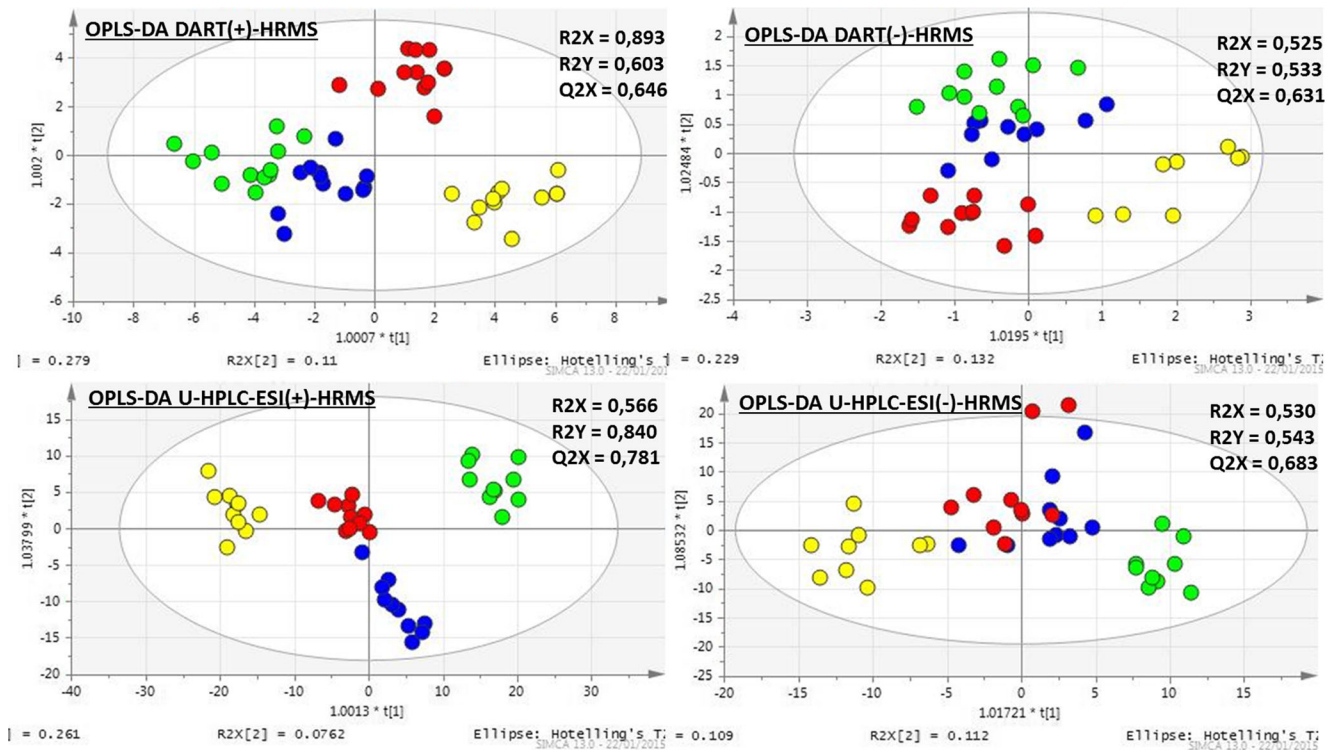 OPLS-DA DART(+)-HRMS
R2X = 0,893
R2Y = 0,603
Q2X = 0,646
4
2
0
-2
-4
-6
1.002 * t[2]
-10 -8 -6 -4 -2 0 2 4 6 8
1.0007 * t[1]
] = 0.279 R2X[2] = 0.11 Ellipse: Hotelling's
SIMCA 13.0 - 22/01/201
OPLS-DA DART(-)-HRMS
R2X = 0,525
R2Y = 0,533
Q2X = 0,631
2
1.5
1
0.5
0
-0.5
-1
-1.5
-2
-2.5
1.02484 * t[2]
-4 -3 -2 -1 0 1 2 3
1.0195 * t[1]
= 0.229 R2X[2] = 0.132 Ellipse: Hotelling's T2
SIMCA 13.0 - 22/01/2015
OPLS-DA U-HPLC-ESI(+)-HRMS
R2X = 0,566
R2Y = 0,840
Q2X = 0,781
15
10
5
0
-5
-10
-15
-20
1.03799 * t[2]
-40 -30 -20 -10 0 10 20 30
1.0013 * t[1]
= 0.261 R2X[2] = 0.0762 Ellipse: Hotelling's T2
SIMCA 13.0 - 22/01/2015
OPLS-DA U-HPLC-ESI(-)-HRMS
R2X = 0,530
R2Y = 0,543
Q2X = 0,683
20
15
10
5
0
-5
-10
-15
-20
-25
1.08532 * t[2]
-20 -15 -10 -5 0 5 10 15
1.01721 * t[1]
= 0.109 R2X[2] = 0.112 Ellipse: Hotelling's T2
SIMCA 13.0 - 22/01/2015